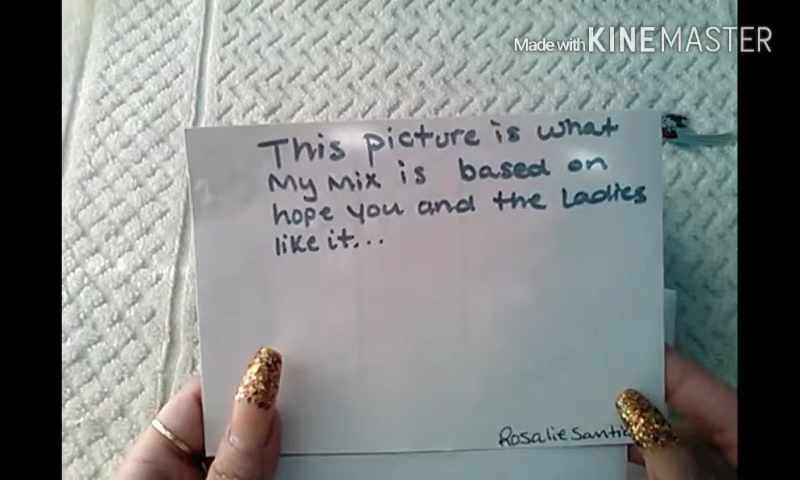 Made with KINEMASTER
This picture is what
My mix is based on
hope you and the Ladies
like it...
Rosalie